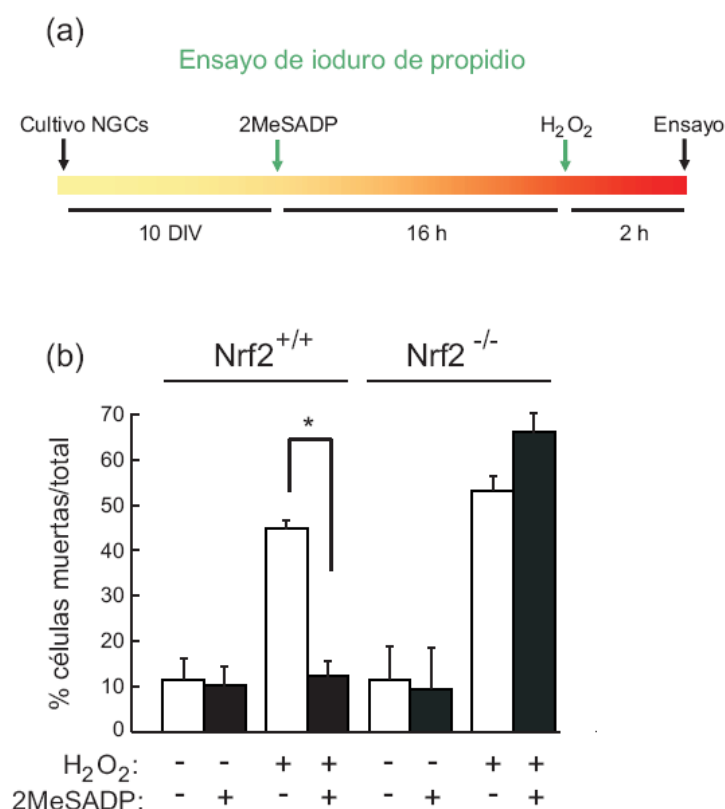 (a)
Ensayo de ioduro de propidio
Cultivo NGCs 2MeSADP H₂O₂ Ensayo
10 DIV 16 h 2 h
(b)
Nrf2⁺/⁺ Nrf2⁻/⁻
% células muertas/total
70
60
50
40
30
20
10
0
*
H₂O₂: - - + + - - + +
2MeSADP: - + - + - + - +